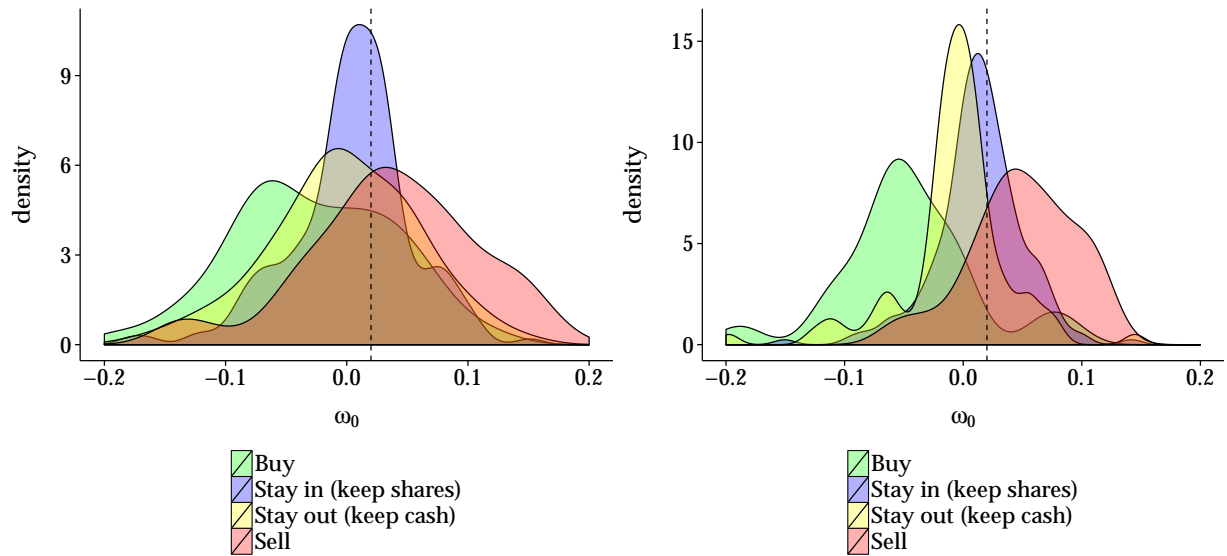 density
9
6
3
0
−0.2
−0.1
0.0
0.1
0.2
ω0
Buy
Stay in (keep shares)
Stay out (keep cash)
Sell
density
15
10
5
0
−0.2
−0.1
0.0
0.1
0.2
ω0
Buy
Stay in (keep shares)
Stay out (keep cash)
Sell